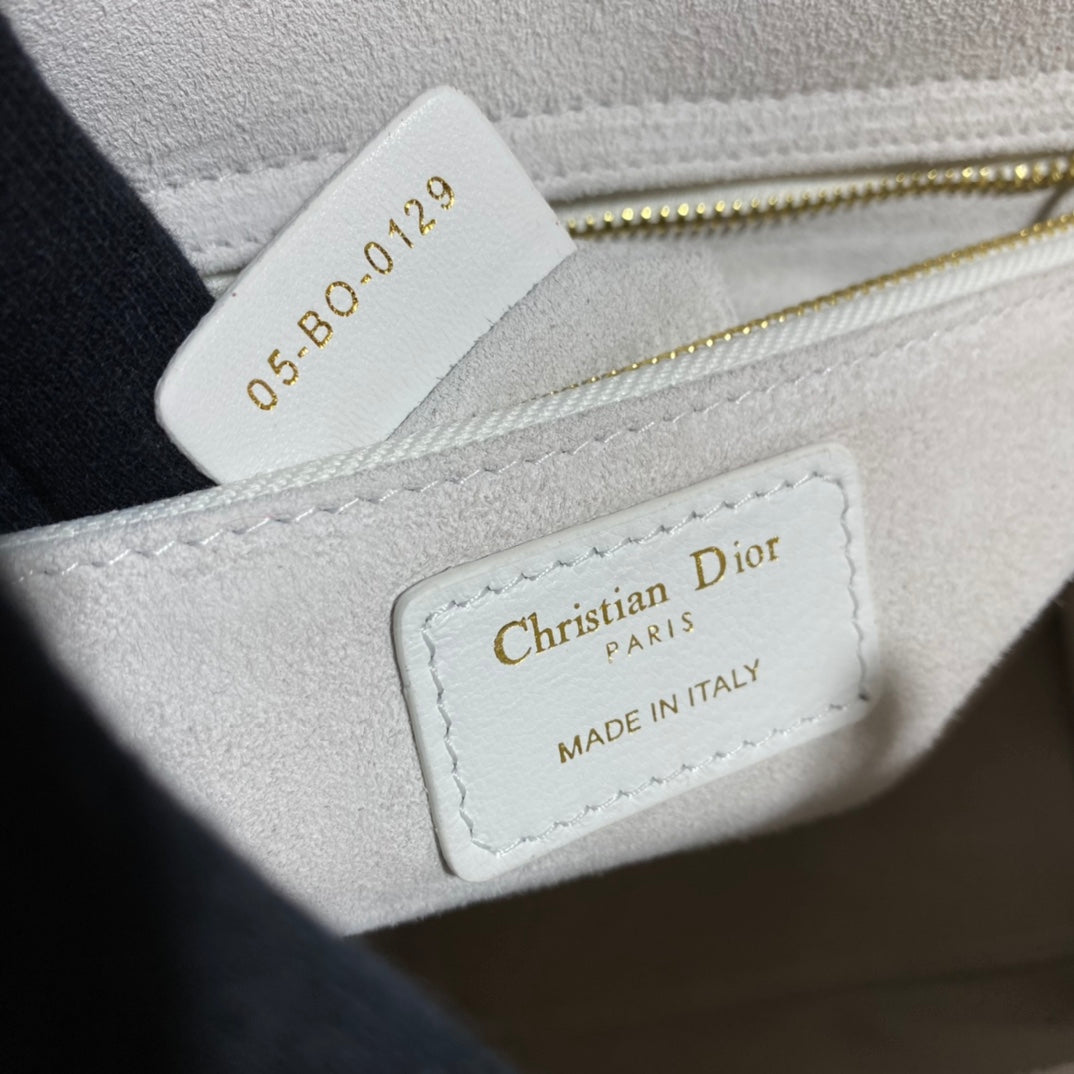 05-BO-0129
Christian Dior
PARIS
MADE IN ITALY